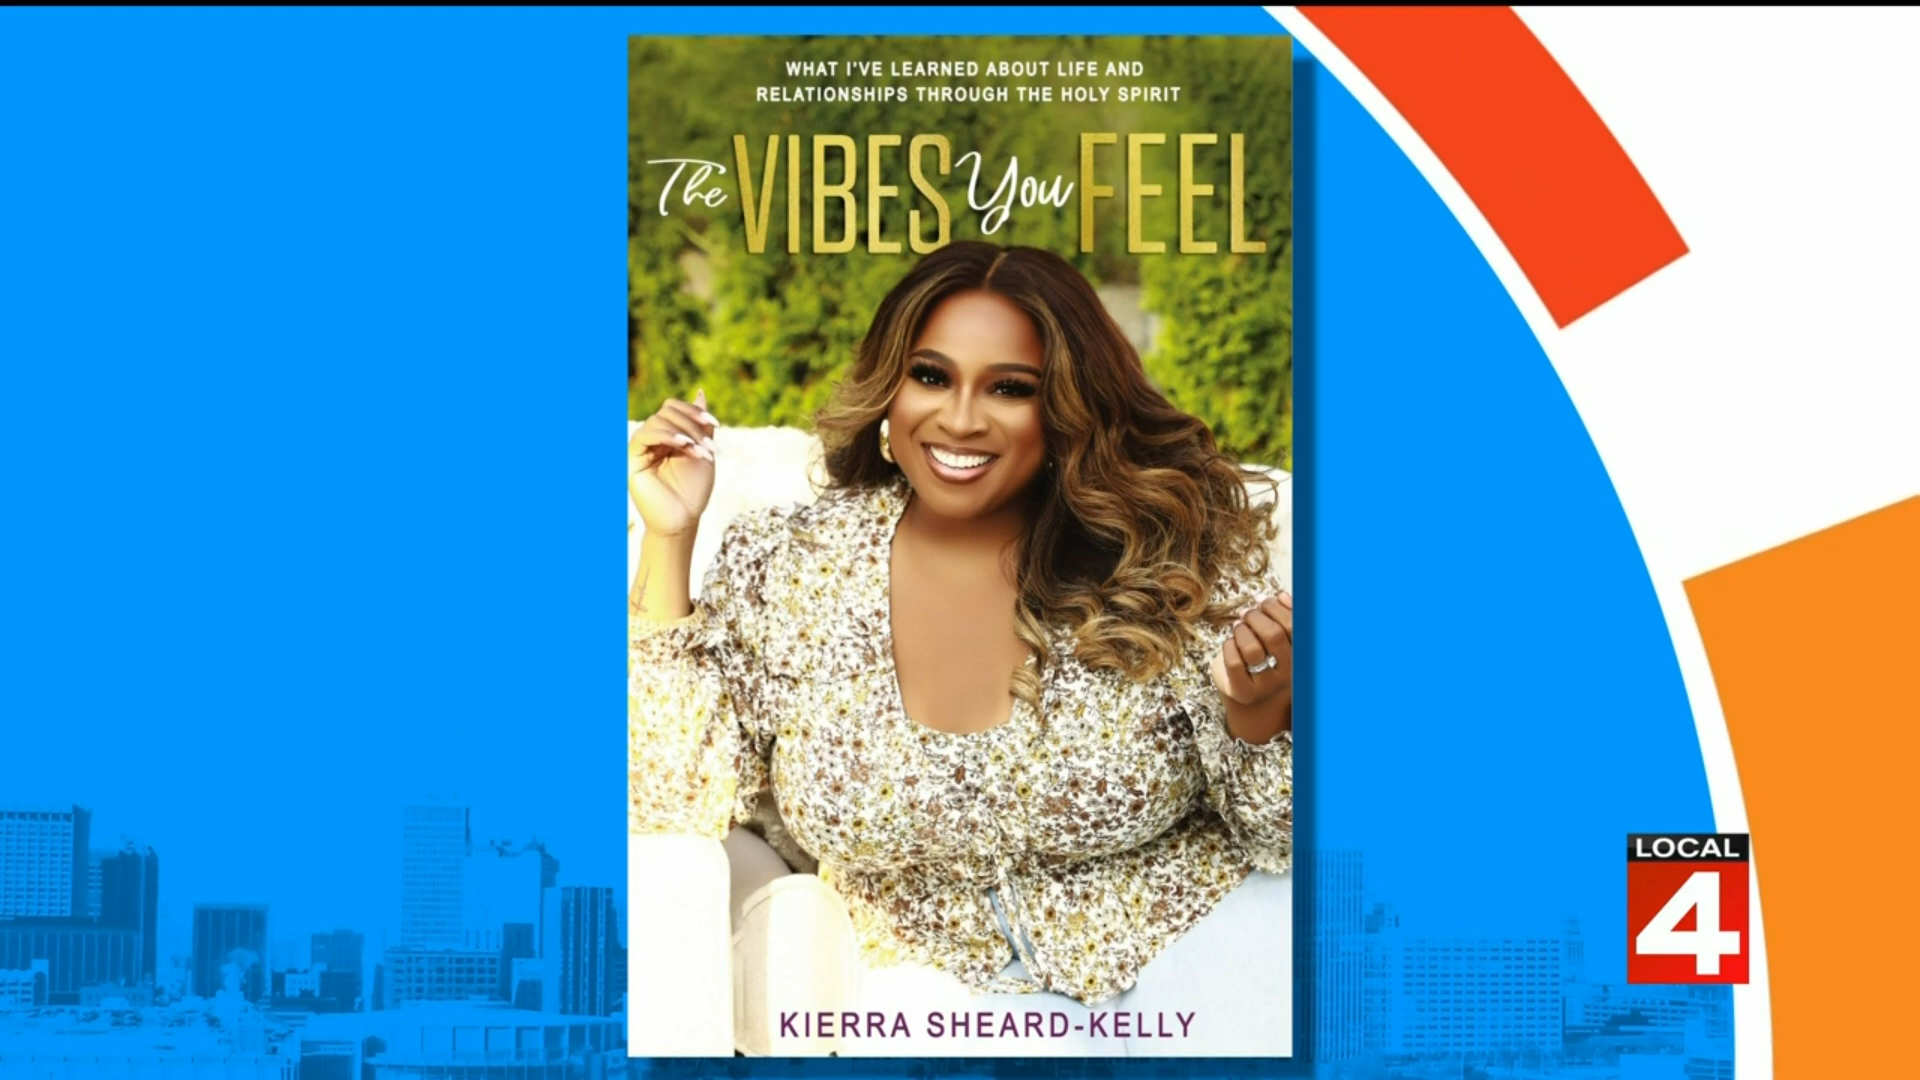 WHAT I'VE LEARNED ABOUT LIFE AND
RELATIONSHIPS THROUGH THE HOLY SPIRIT
The VIBES You FEEL
KIERRA SHEARD-KELLY
LOCAL
4